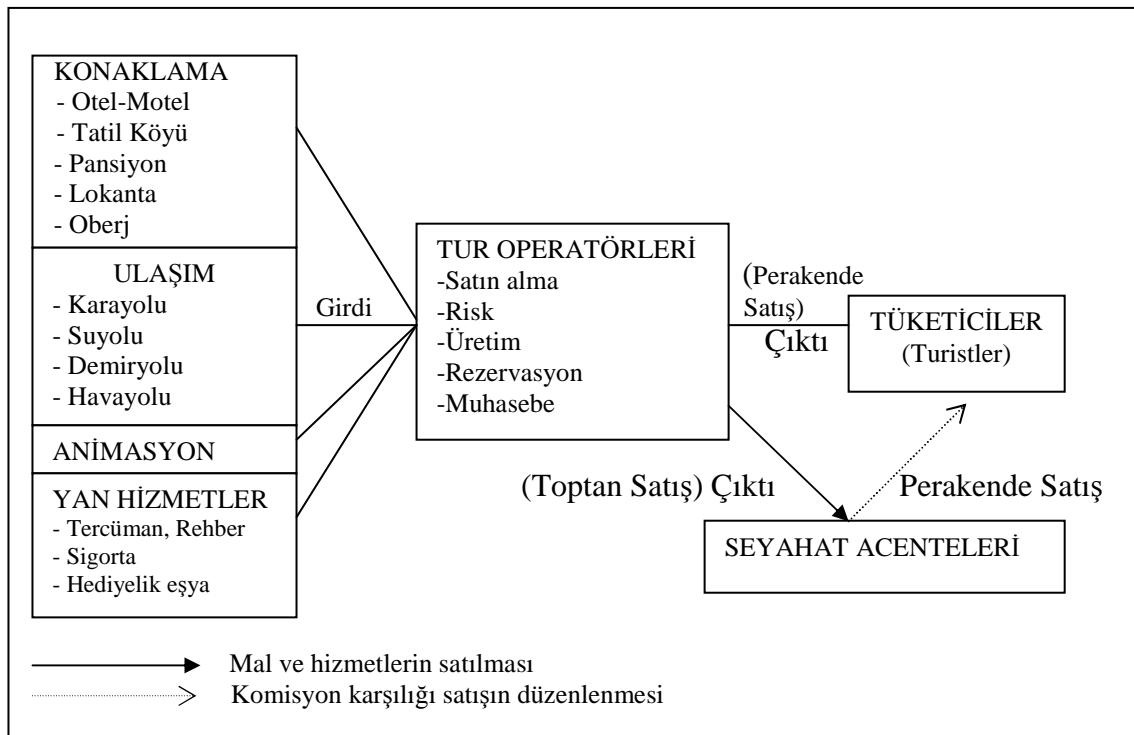 KONAKLAMA
- Otel-Motel
- Tatil Köyü
- Pansiyon
- Lokanta
- Oberj
ULAŞIM
- Karayolu
- Suyolu
- Demiryolu
- Havayolu
ANİMASYON
YAN HİZMETLER
- Tercüman, Rehber
- Sigorta
- Hediyelik eşya
Girdi
TUR OPERATÖRLERİ
-Satın alma
-Risk
-Üretim
-Rezervasyon
-Muhasebe
(Perakende
Satış)
Çıktı
TÜKETİCİLER
(Turistler)
(Toptan Satış) Çıktı
Perakende Satış
SEYAHAT ACENTELERİ
Mal ve hizmetlerin satılması
Komisyon karşılığı satışın düzenlenmesi